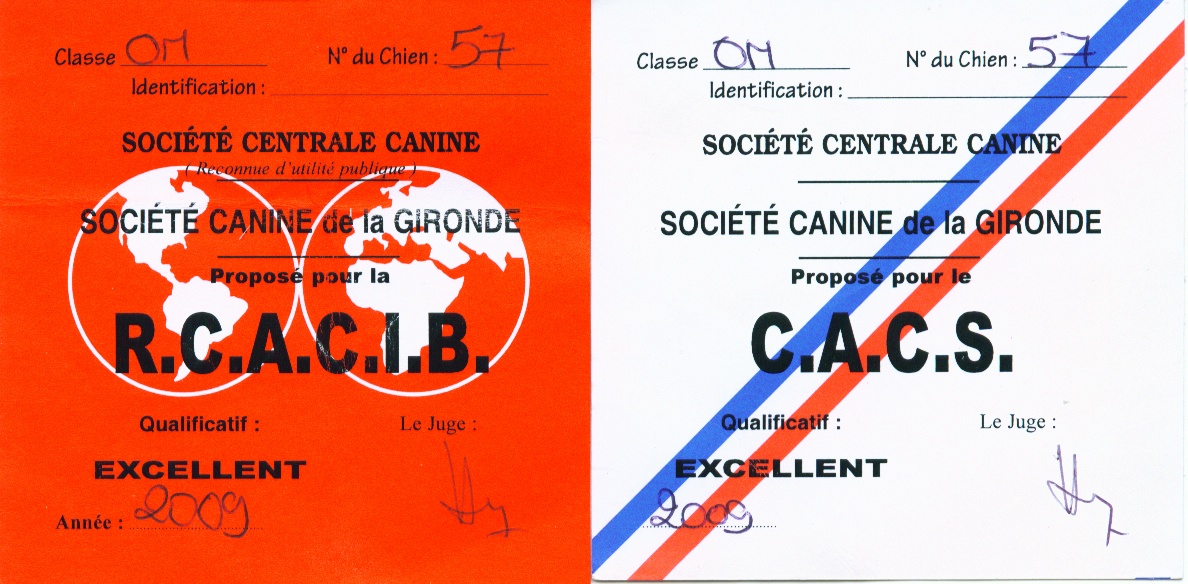 Classe OM N° du Chien : 57
Identification :
SOCIÉTÉ CENTRALE CANINE
( Reconnue d'utilité publique )
SOCIÉTÉ CANINE de la GIRONDE
Proposé pour la
R.C.A.C.I.B.
Qualificatif : Le Juge :
EXCELLENT
Année : 2009
Classe OM N° du Chien : 57
Identification :
SOCIÉTÉ CENTRALE CANINE
SOCIÉTÉ CANINE de la GIRONDE
Proposé pour le
C.A.C.S.
Qualificatif : Le Juge :
EXCELLENT
2009